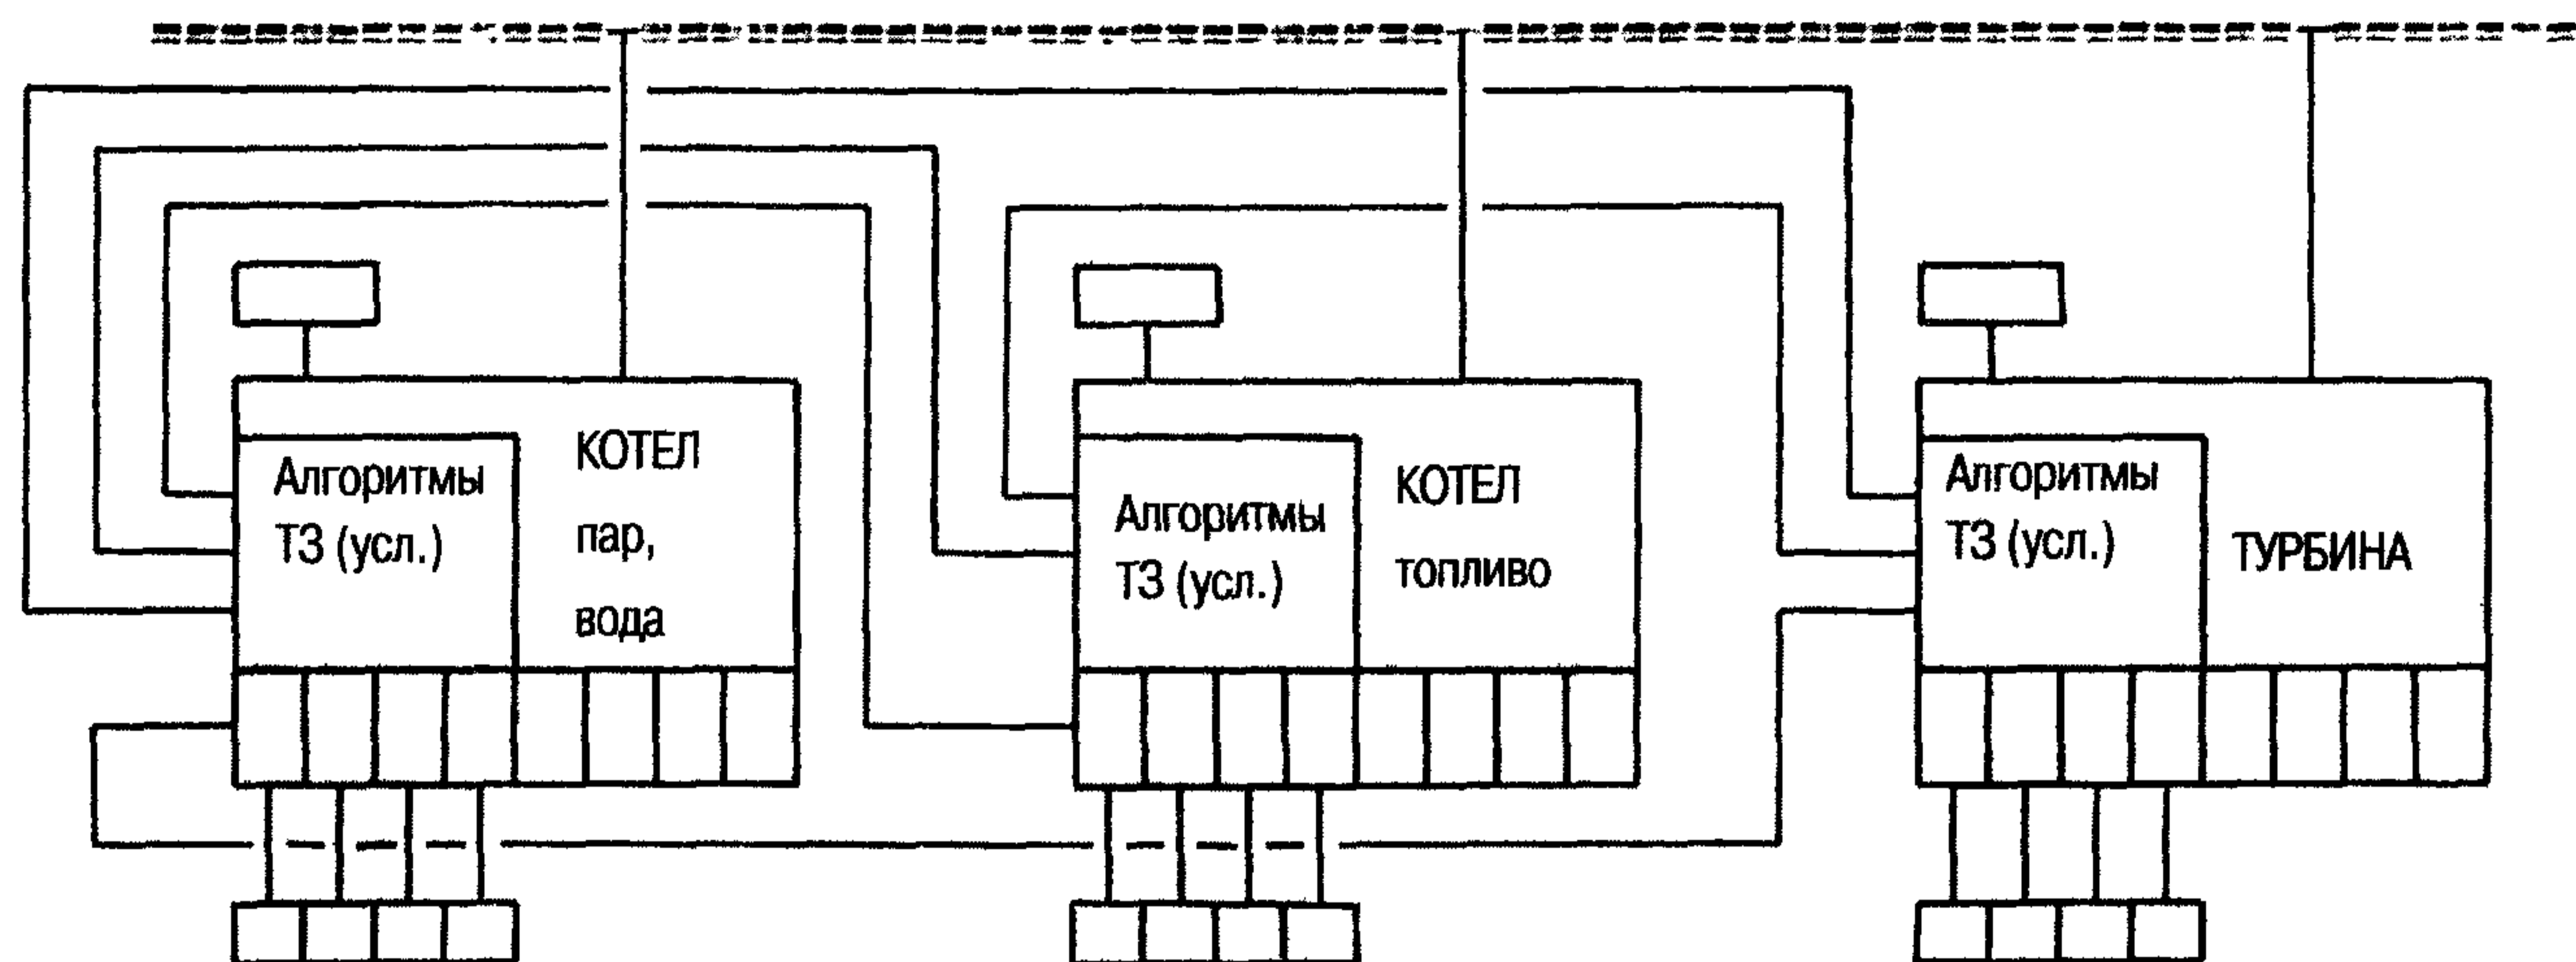 Алгоритмы
ТЗ (усл.)
КОТЕЛ
пар,
вода
Алгоритмы
ТЗ (усл.)
КОТЕЛ
топливо
Алгоритмы
ТЗ (усл.)
ТУРБИНА